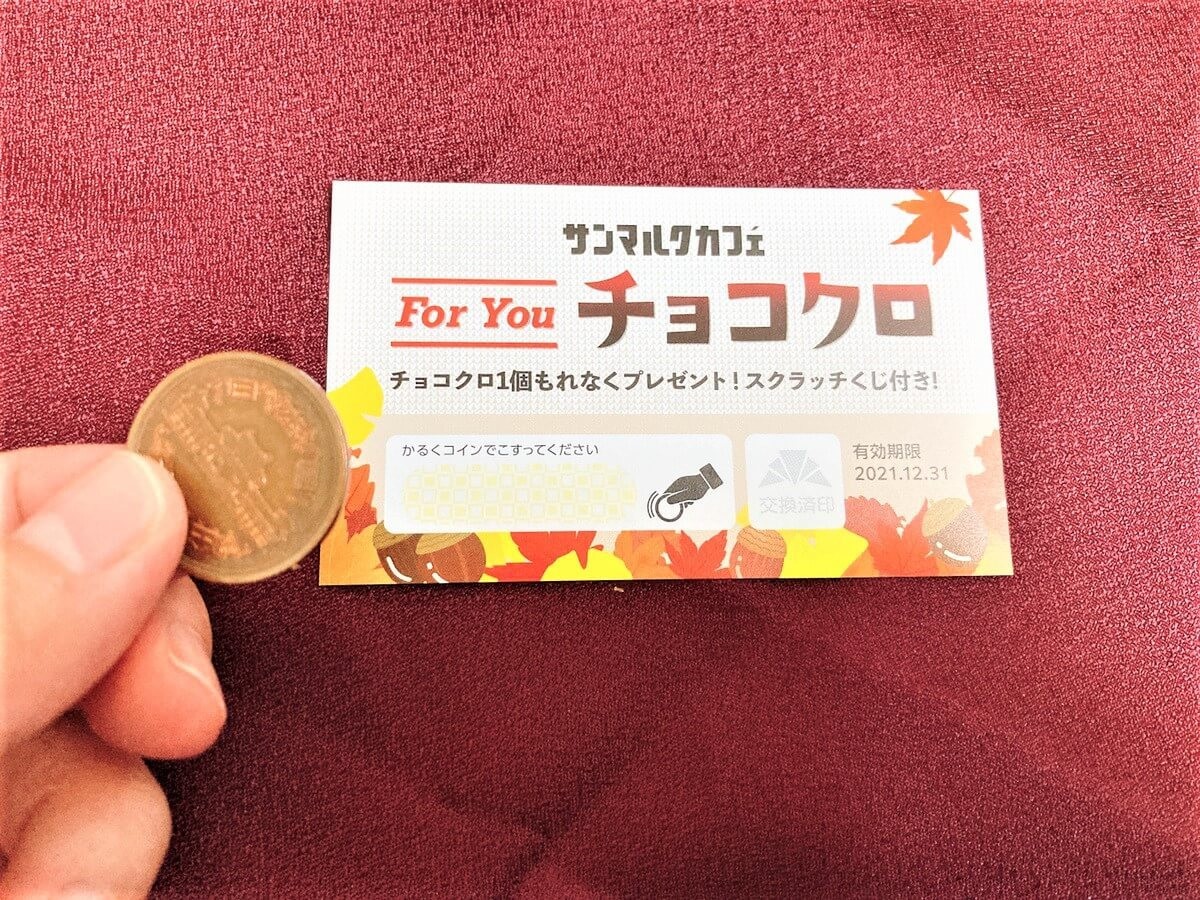 サンマルクカフェ
For You チョコクロ
チョコクロ1個もれなくプレゼント！スクラッチくじ付き！
かるくコインでこすってください
交換済印
有効期限
2021.12.31